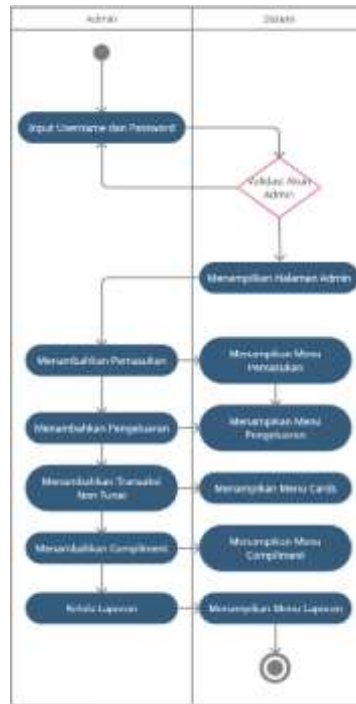 Admin
Sistem
Input Username dan Password
Validasi Akun
Admin
Menampilkan Halaman Admin
Menambahkan Pemasukan
Menampilkan Menu
Pemasukan
Menambahkan Pengeluaran
Menampilkan Menu
Pengeluaran
Menambahkan Transaksi
Non Tunai
Menampilkan Menu Cards
Menambahkan Compliment
Menampilkan Menu
Compliment
Kelola Laporan
Menampilkan Menu Laporan